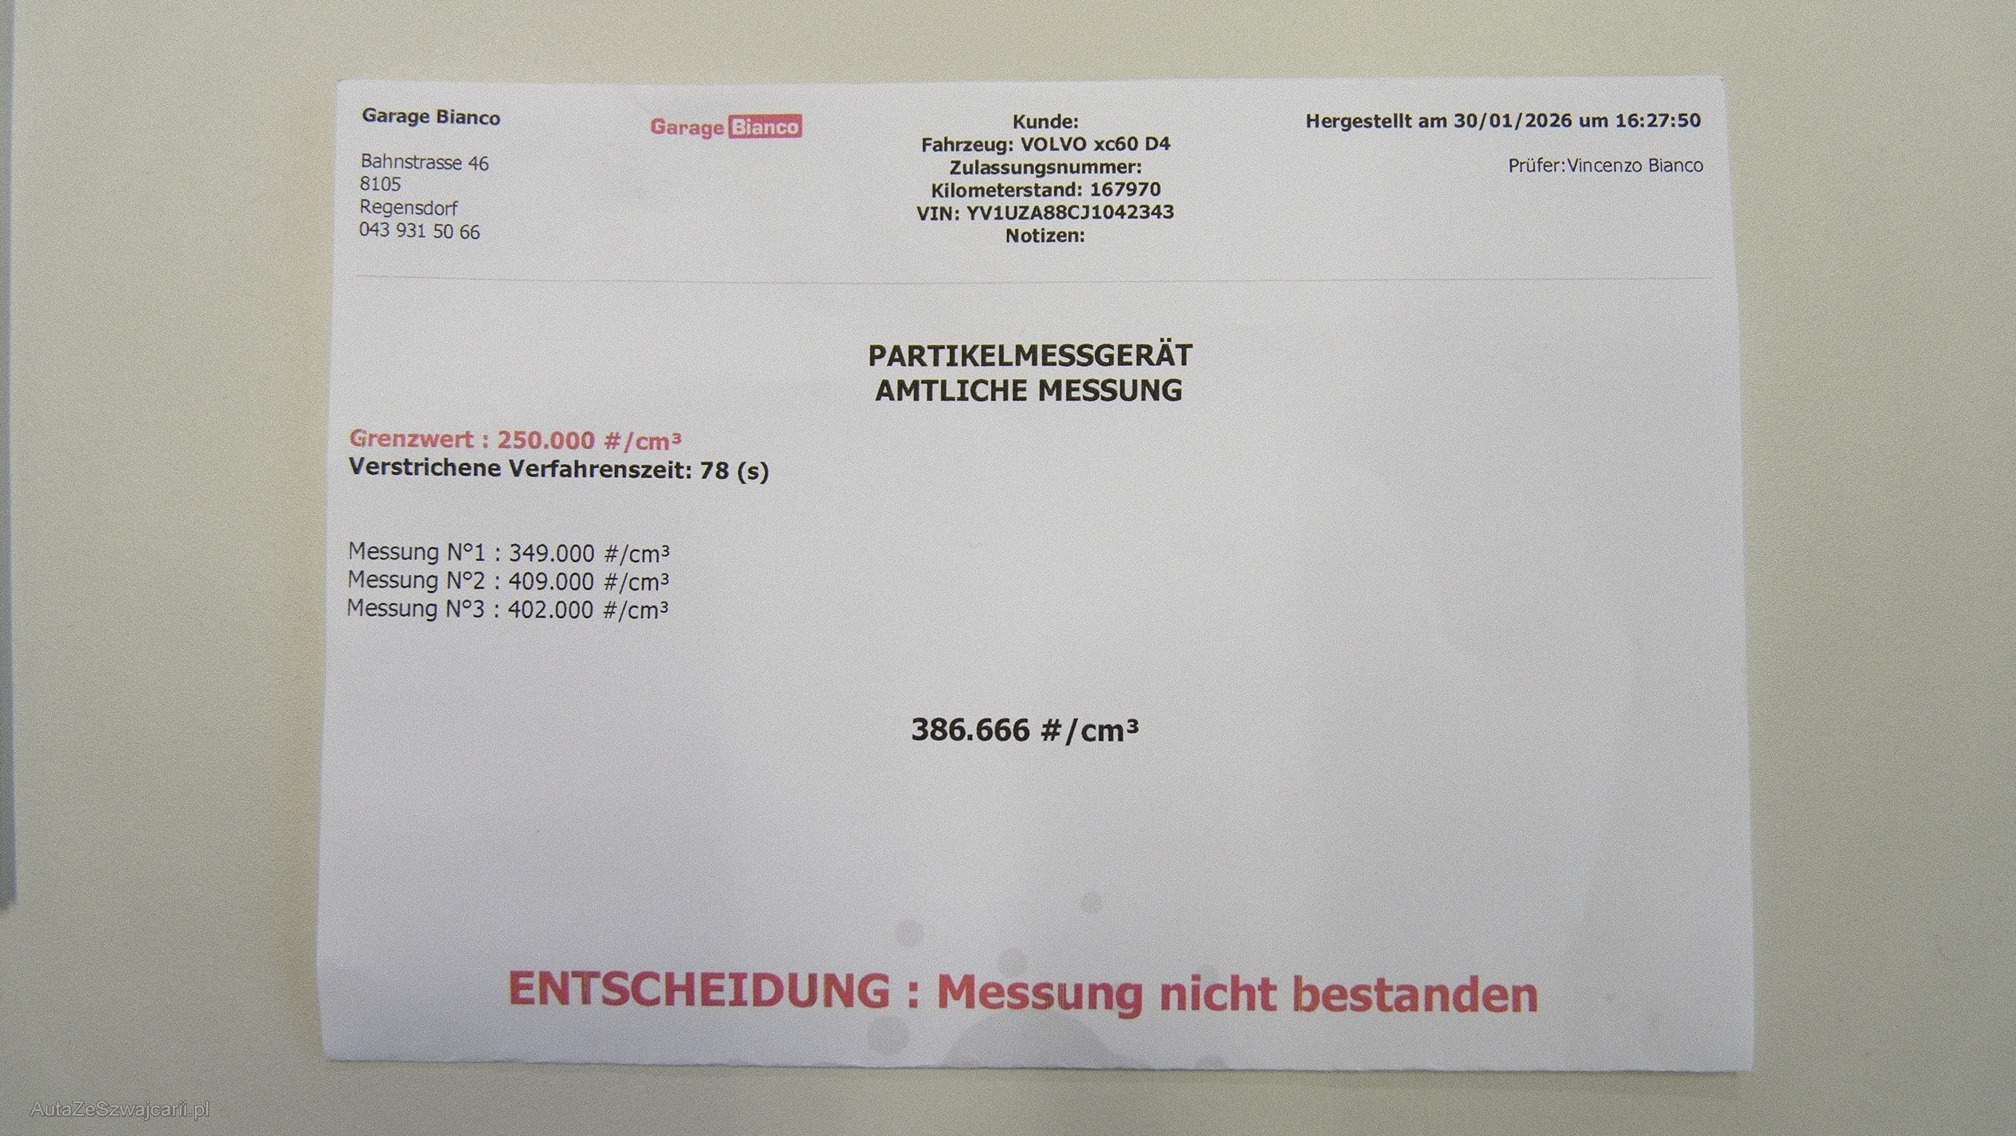 Garage Bianco
Bahnstrasse 46
8105
Regensdorf
043 931 50 66
Garage Bianco
Kunde:
Fahrzeug: VOLVO xc60 D4
Zulassungsnummer:
Kilometerstand: 167970
VIN: YV1UZA88CJ1042343
Notizen:
Hergestellt am 30/01/2026 um 16:27:50
Prüfer:Vincenzo Bianco
PARTIKELMESSGERÄT
AMTLICHE MESSUNG
Grenzwert : 250.000 #/cm³
Verstrichene Verfahrenszeit: 78 (s)
Messung N°1 : 349.000 #/cm³
Messung N°2 : 409.000 #/cm³
Messung N°3 : 402.000 #/cm³
386.666 #/cm³
ENTSCHEIDUNG : Messung nicht bestanden
AutaZeSzwajcarii.pl